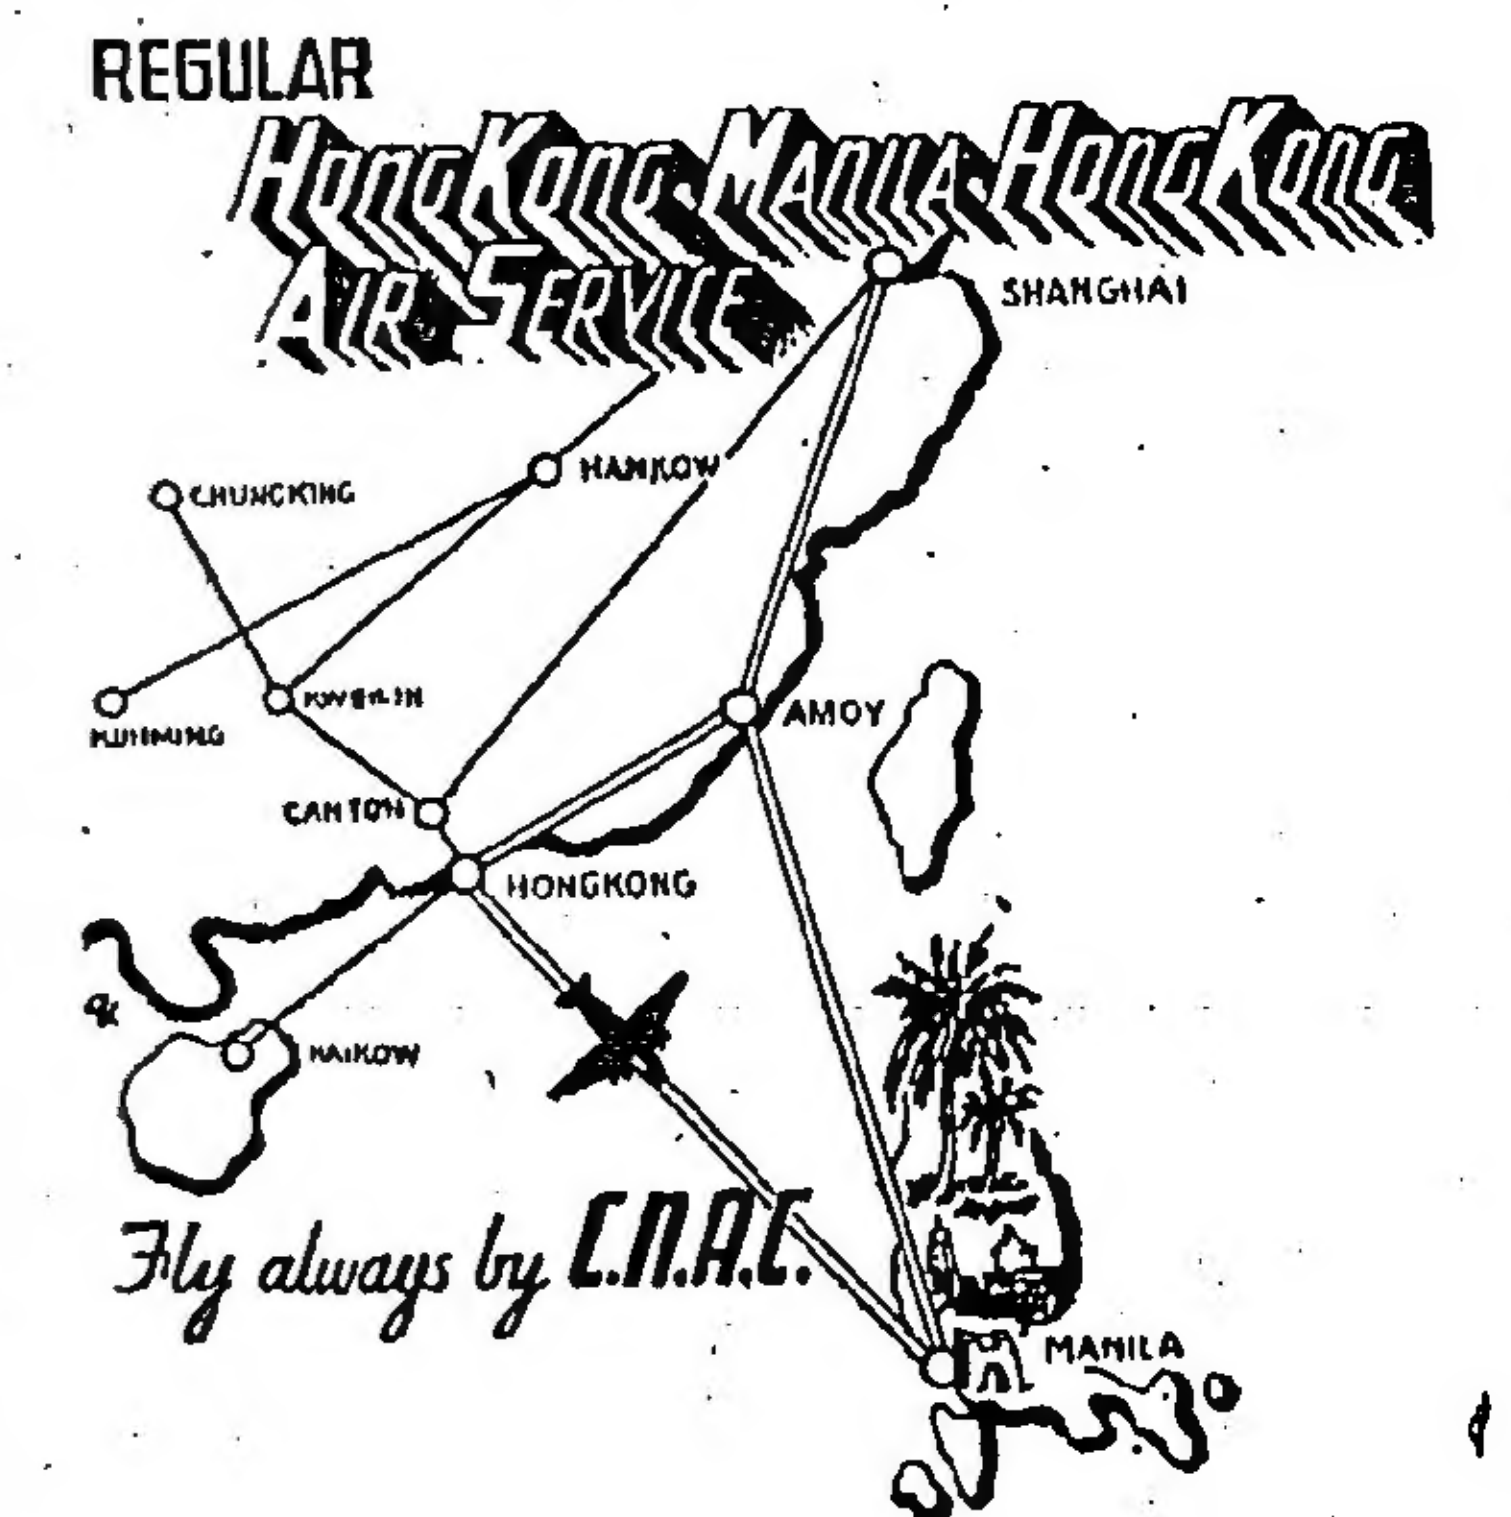 REGULAR
HONGKONG·MANILA·HONGKONG
AIR SERVICE
SHANGHAI
HANKOW
CHUNGKING
KWEILIN
KUNMING
AMOY
CANTON
HONGKONG
HAIKOW
Fly always by C.N.A.C.
MANILA